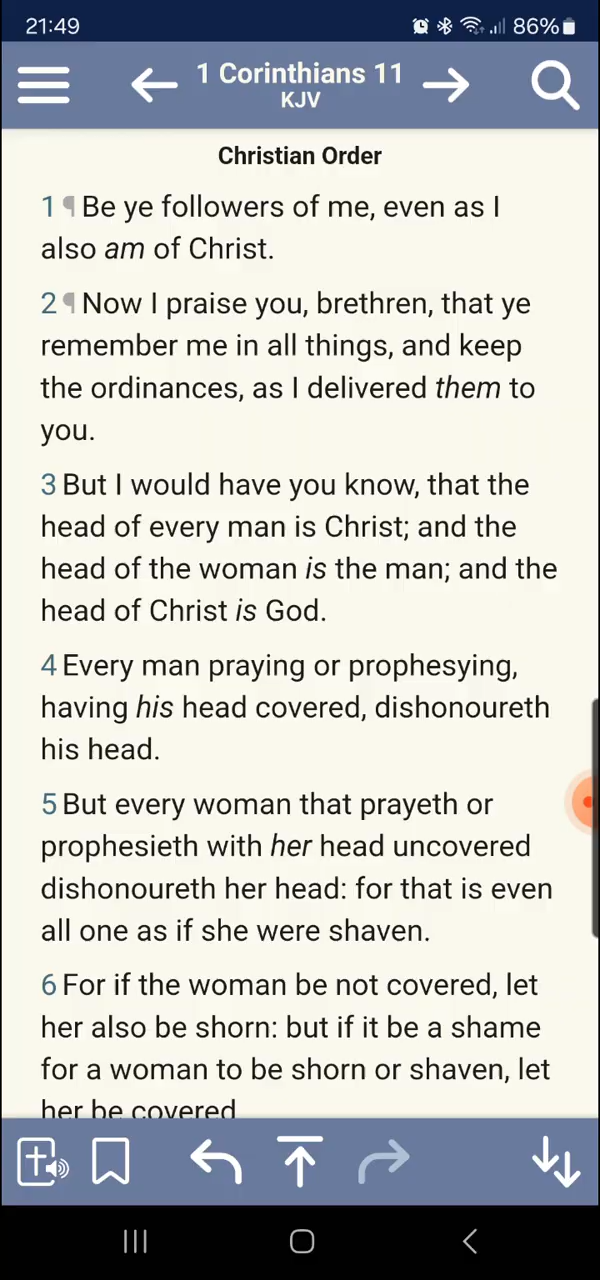 21:49
86%
1 Corinthians 11
KJV
Christian Order
1 ¶ Be ye followers of me, even as I
also am of Christ.
2 ¶ Now I praise you, brethren, that ye
remember me in all things, and keep
the ordinances, as I delivered them to
you.
3 But I would have you know, that the
head of every man is Christ; and the
head of the woman is the man; and the
head of Christ is God.
4 Every man praying or prophesying,
having his head covered, dishonoureth
his head.
5 But every woman that prayeth or
prophesieth with her head uncovered
dishonoureth her head: for that is even
all one as if she were shaven.
6 For if the woman be not covered, let
her also be shorn: but if it be a shame
for a woman to be shorn or shaven, let
her be covered